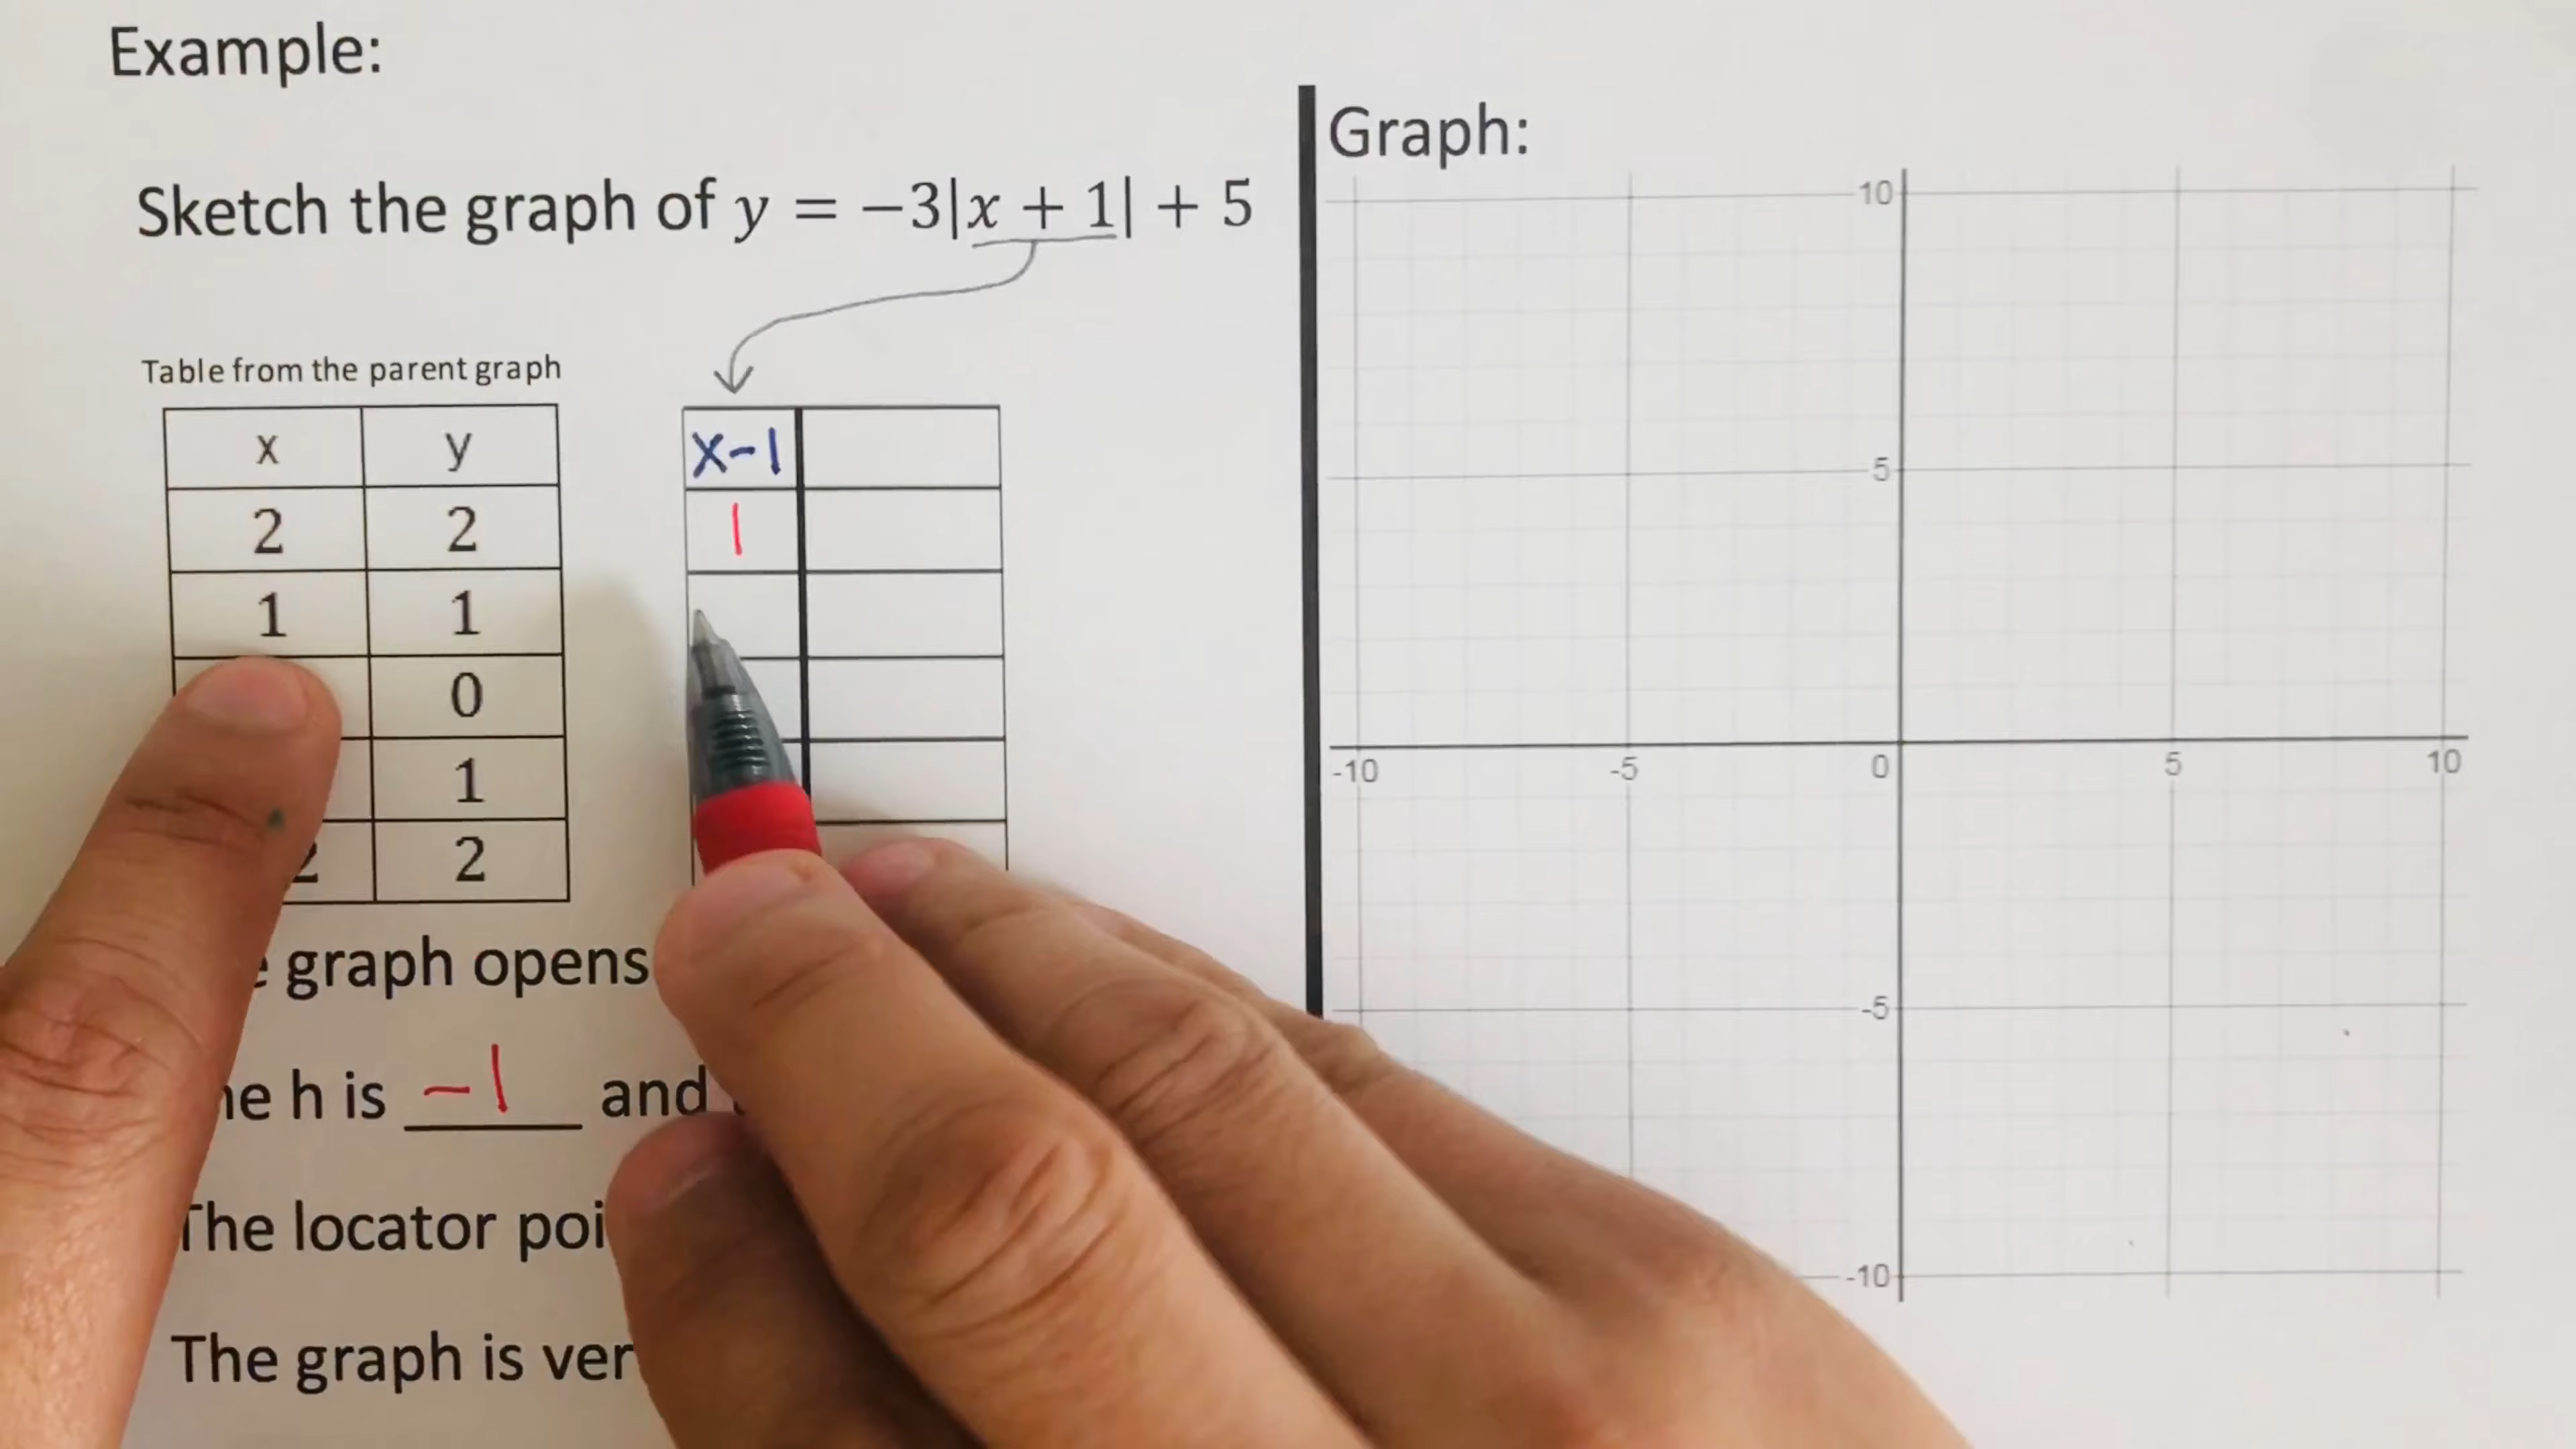 Example:
Sketch the graph of y = −3|x + 1| + 5
Table from the parent graph
x y
2 2
1 1
0
1
2 2
x-1
1
graph opens
h is -1 and
The locator
The graph is
Graph:
10
5
-10 -5 0 5 10
-5
-10